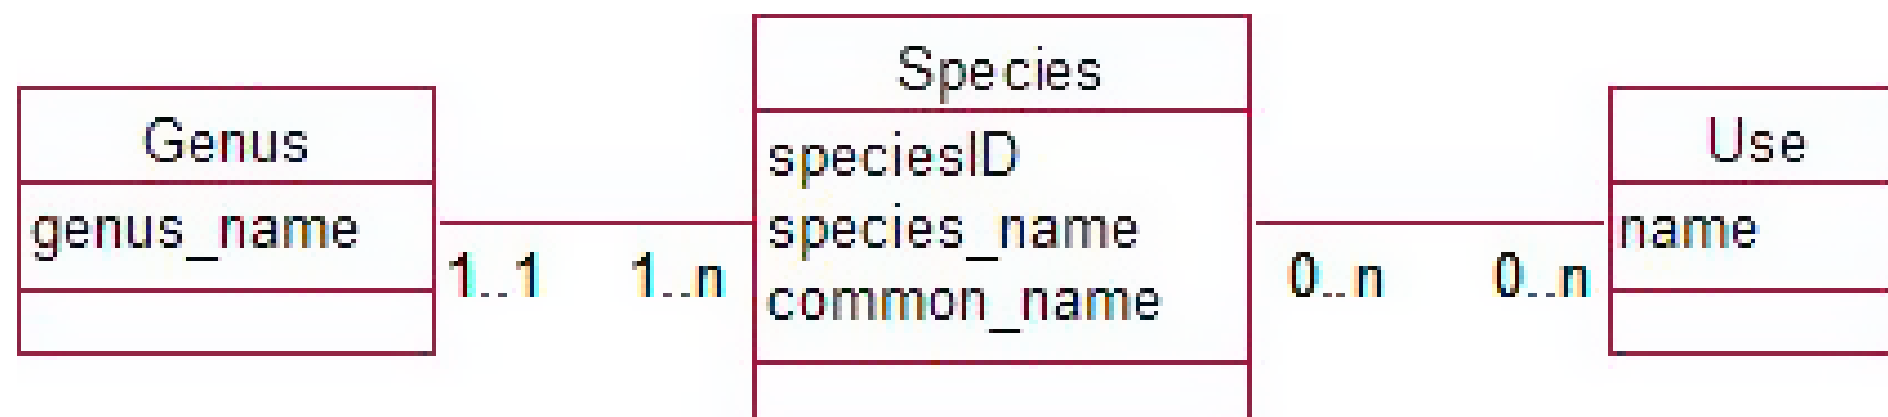 Genus
genus_name
1..1
1..n
Species
speciesID
species_name
common_name
0..n
0..n
Use
name